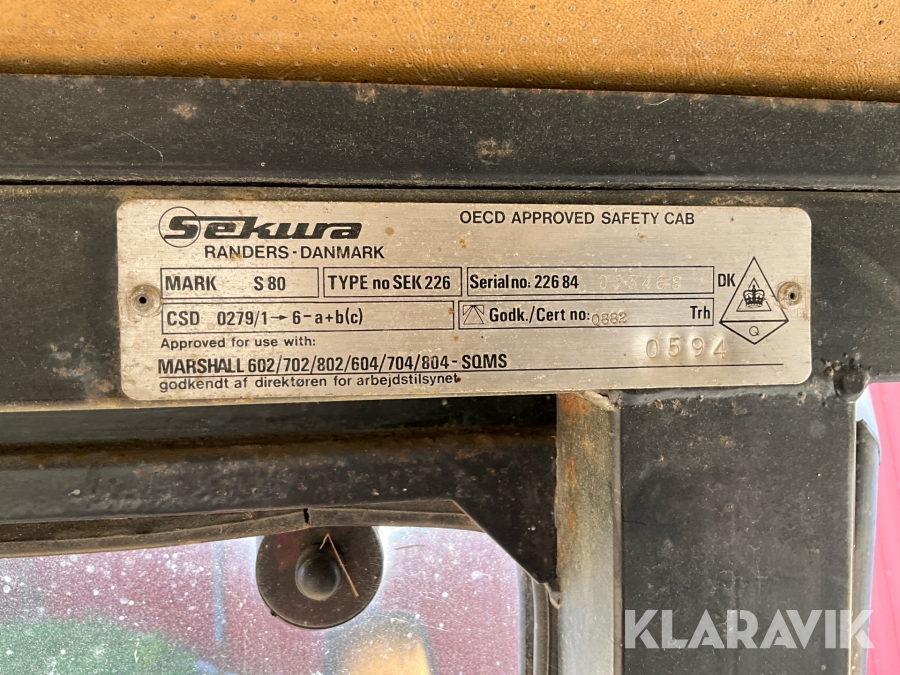 Sekura
OECD APPROVED SAFETY CAB
RANDERS - DANMARK
MARK S 80
TYPE no SEK 226
Serial no: 226 84
DK
CSD 0279/1→6-a+b(c)
Godk./Cert no: 0882 Trh
Q
Approved for use with:
0594
MARSHALL 602/702/802/604/704/804-SQMS
godkendt af direktøren for arbejdstilsynet
KLARAVIK